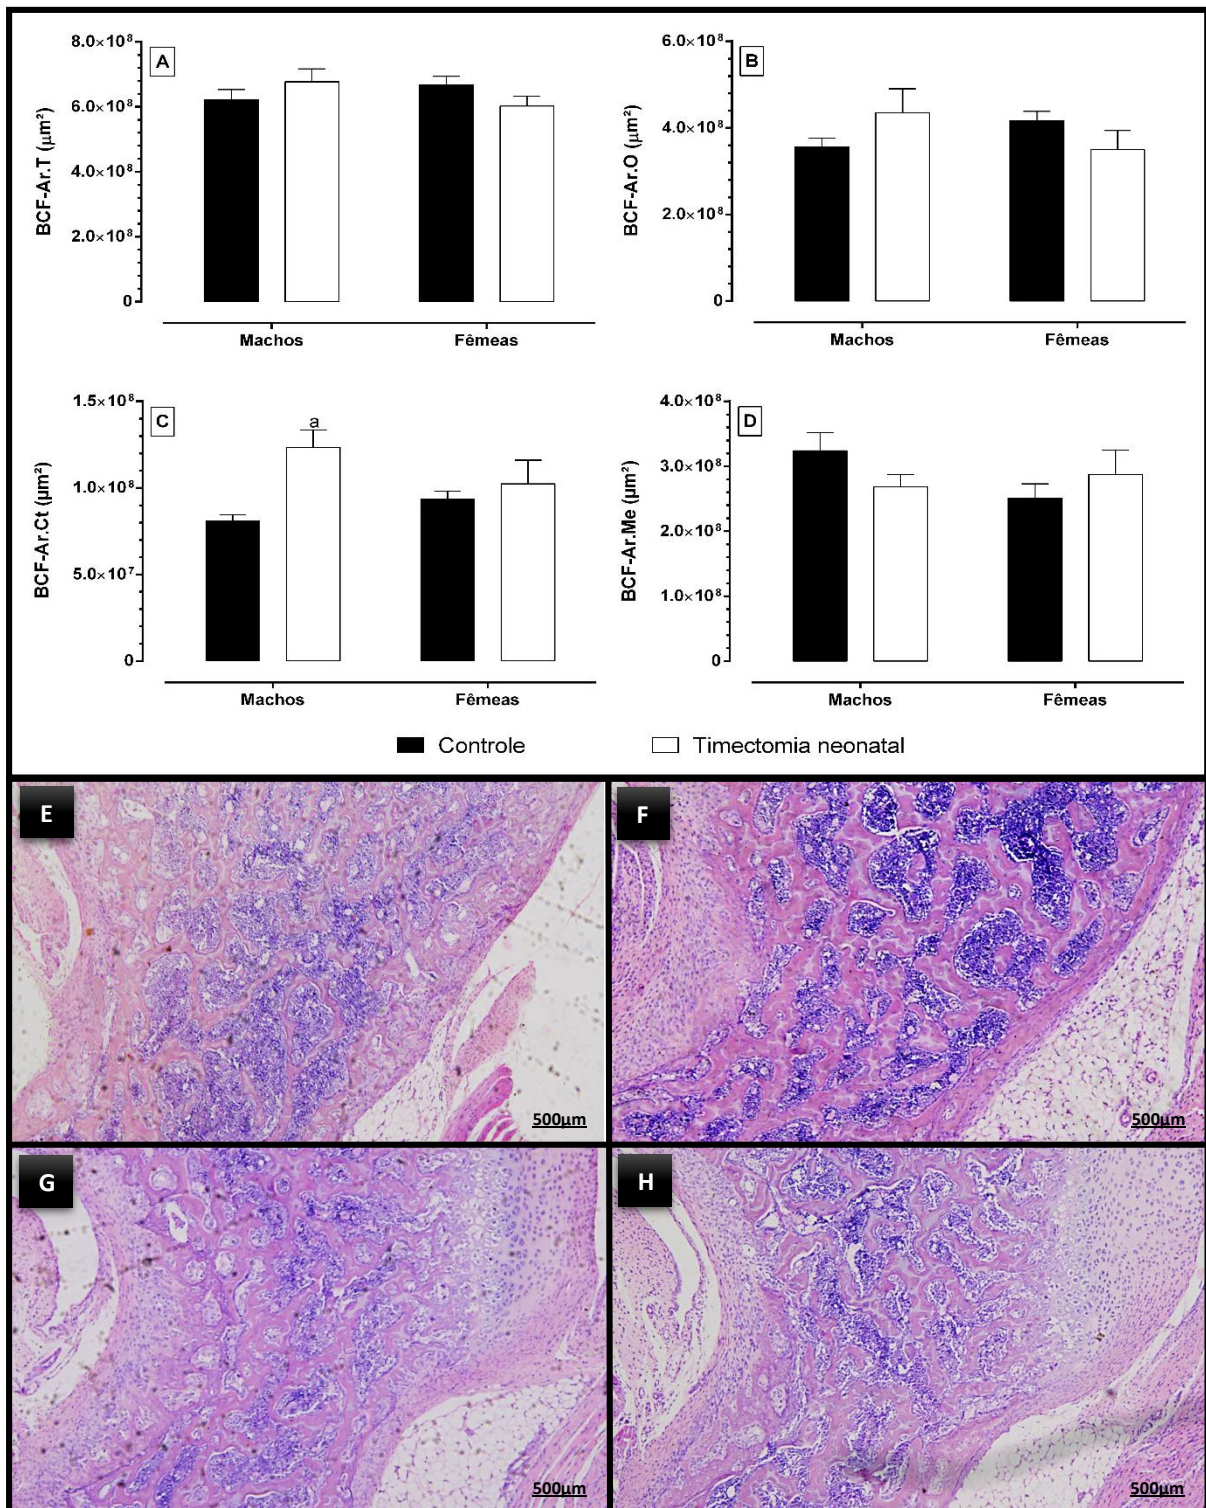 A
BCF-Ar.T (µm²)
8.0×10⁸
6.0×10⁸
4.0×10⁸
2.0×10⁸
0
Machos Fêmeas
B
BCF-Ar.O (µm²)
6.0×10⁸
4.0×10⁸
2.0×10⁸
0
Machos Fêmeas
C
BCF-Ar.Ct (µm²)
1.5×10⁸
1.0×10⁸
5.0×10⁷
0
a
Machos Fêmeas
D
BCF-Ar.Me (µm²)
4.0×10⁸
3.0×10⁸
2.0×10⁸
1.0×10⁸
0
Machos Fêmeas
Controle Timectomia neonatal
E
500µm
F
500µm
G
500µm
H
500µm